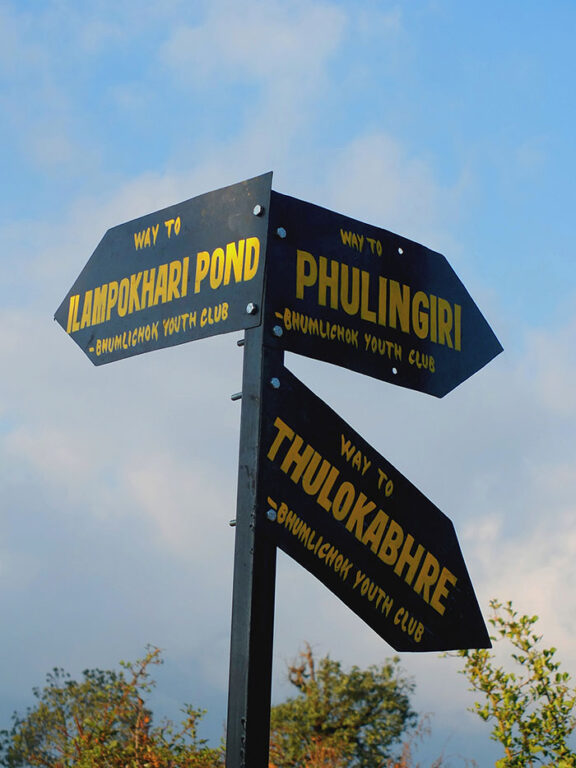 WAY TO
ILAMPOKHARI POND
-BHUMLICHOK YOUTH CLUB
WAY TO
PHULINGIRI
-BHUMLICHOK YOUTH CLUB
WAY TO
THULOKABHRE
-BHUMLICHOK YOUTH CLUB